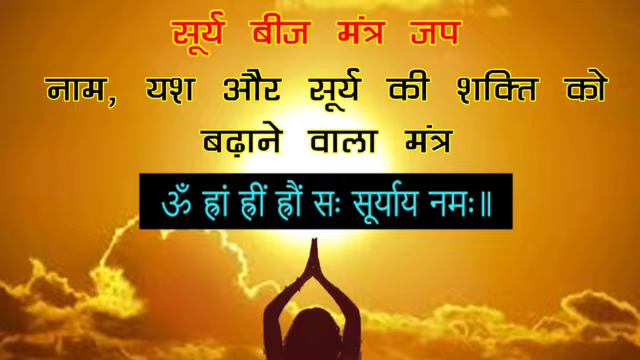 सूर्य बीज मंत्र जप
नाम, यश और सूर्य की शक्ति को
बढ़ाने वाला मंत्र
ॐ ह्रां ह्रीं ह्रौं सः सूर्याय नमः॥